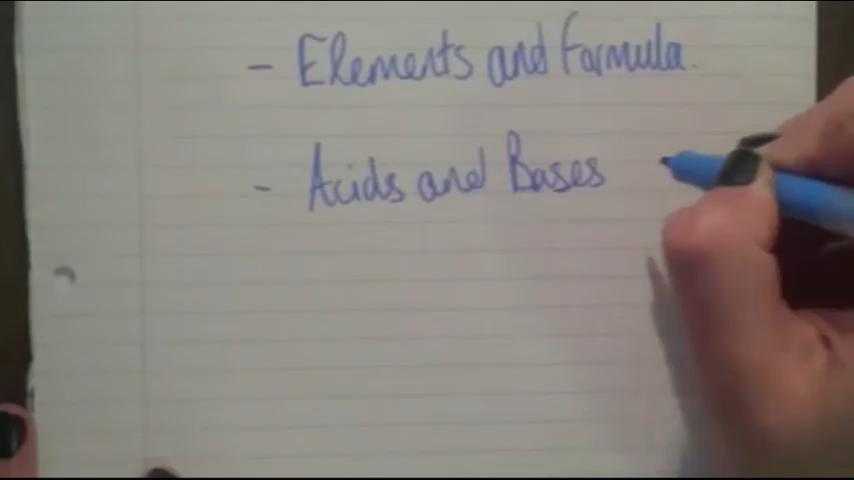 - Elements and Formula.
- Acids and Bases